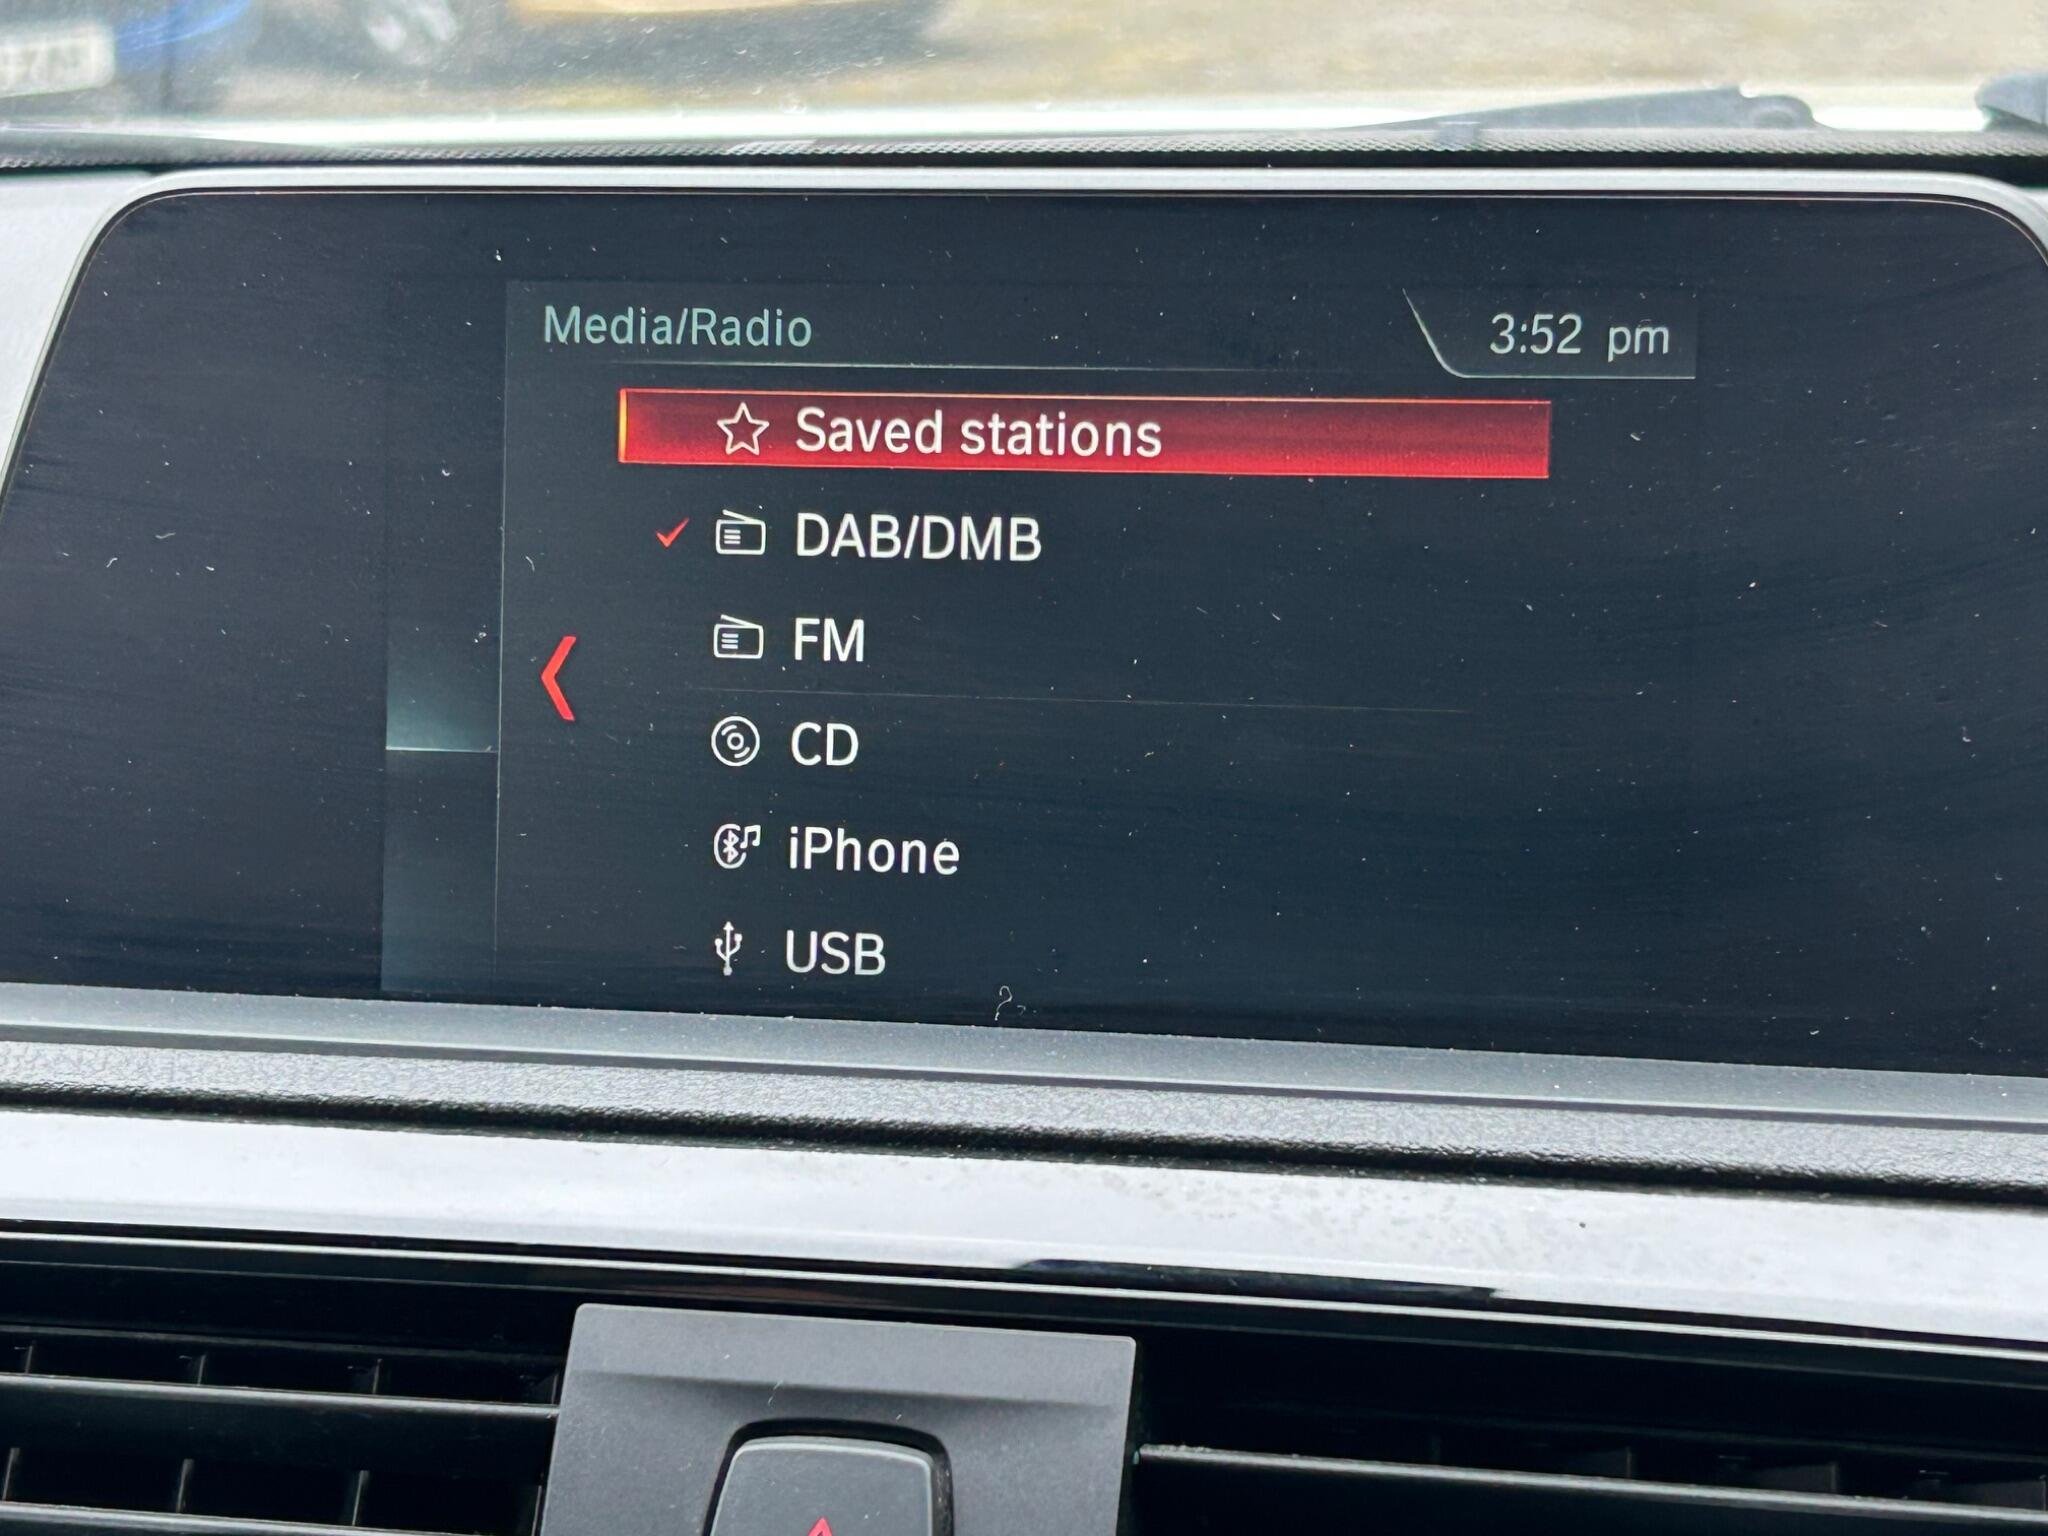 Media/Radio
3:52 pm
Saved stations
DAB/DMB
FM
CD
iPhone
USB